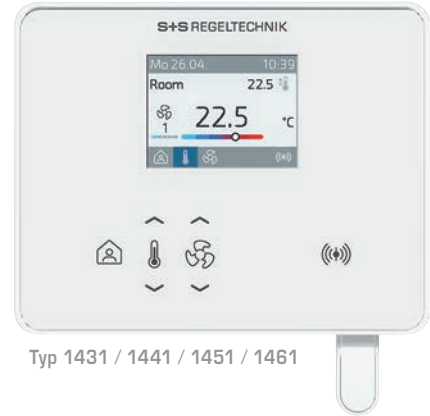 S+S REGELTECHNIK
Mo 26.04. 10:39
Room 22.5
1 22.5 °C
Typ 1431 / 1441 / 1451 / 1461